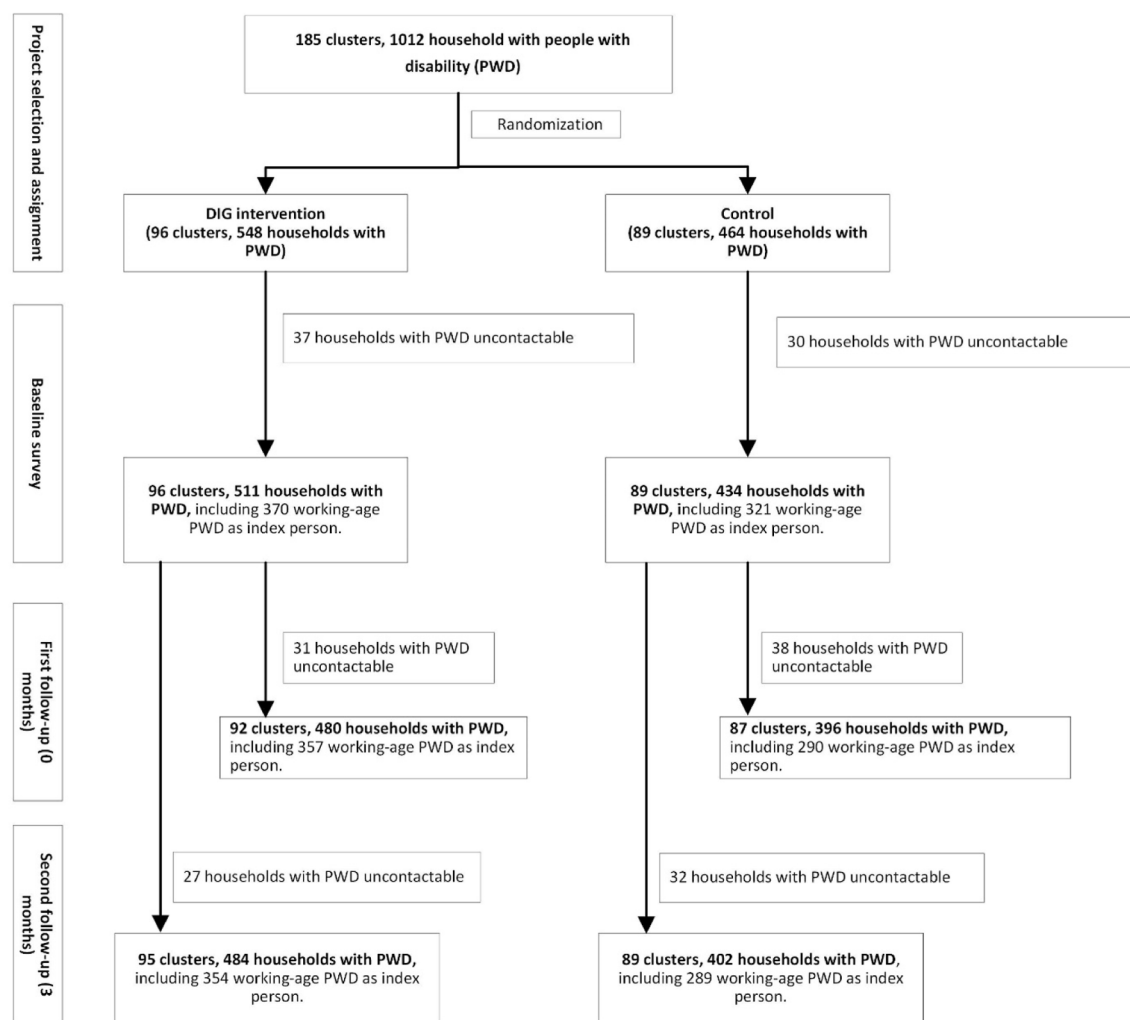 Project selection and assignment
185 clusters, 1012 household with people with
disability (PWD)
Randomization
DIG intervention
(96 clusters, 548 households with
PWD)
Control
(89 clusters, 464 households with
PWD)
Baseline survey
37 households with PWD uncontactable
30 households with PWD uncontactable
96 clusters, 511 households with
PWD, including 370 working-age
PWD as index person.
89 clusters, 434 households with
PWD, including 321 working-age
PWD as index person.
First follow-up (0
months)
31 households with PWD
uncontactable
38 households with PWD
uncontactable
92 clusters, 480 households with PWD,
including 357 working-age PWD as index
person.
87 clusters, 396 households with PWD,
including 290 working-age PWD as index
person.
Second follow-up (3
months)
27 households with PWD uncontactable
32 households with PWD uncontactable
95 clusters, 484 households with PWD,
including 354 working-age PWD as index
person.
89 clusters, 402 households with PWD,
including 289 working-age PWD as index
person.